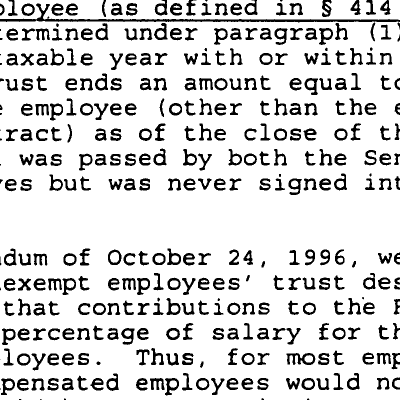 ployee (as defined in § 414
ermined under paragraph (1)
taxable year with or within
rust ends an amount equal to
e employee (other than the e
ract) as of the close of th
was passed by both the Sen
es but was never signed int
dum of October 24, 1996, we
exempt employees' trust des
that contributions to the
percentage of salary for th
loyees. Thus, for most emp
pensated employees would no